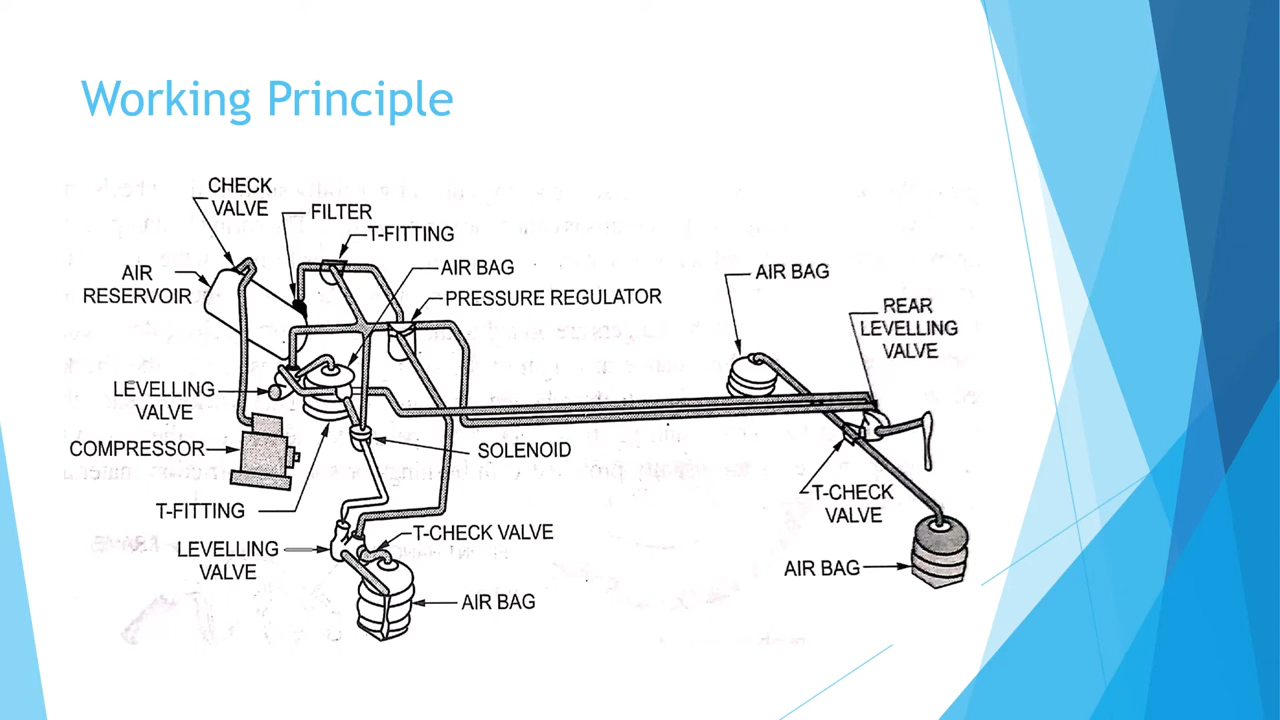 Working Principle
CHECK
VALVE
FILTER
T-FITTING
AIR
RESERVOIR
AIR BAG
PRESSURE REGULATOR
AIR BAG
REAR
LEVELLING
VALVE
LEVELLING
VALVE
COMPRESSOR
SOLENOID
T-FITTING
T-CHECK
VALVE
T-CHECK VALVE
LEVELLING
VALVE
AIR BAG
AIR BAG